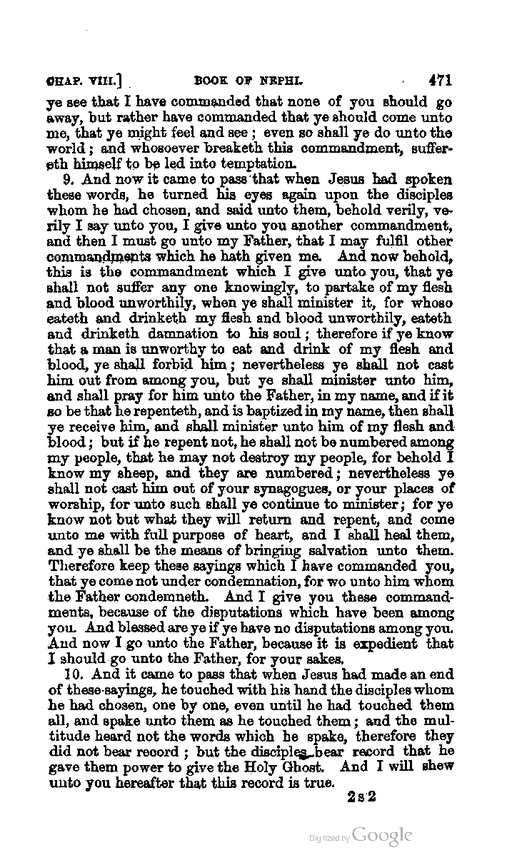 CHAP. VIII.] BOOK OF NEPHI. 471
ye see that I have commanded that none of you should go
away, but rather have commanded that ye should come unto
me, that ye might feel and see; even so shall ye do unto the
world; and whosoever breaketh this commandment, suffer-
eth himself to be led into temptation.
9. And now it came to pass that when Jesus had spoken
these words, he turned his eyes again upon the disciples
whom he had chosen, and said unto them, behold verily, ve-
rily I say unto you, I give unto you another commandment,
and then I must go unto my Father, that I may fulfil other
commandments which he hath given me. And now behold,
this is the commandment which I give unto you, that ye
shall not suffer any one knowingly, to partake of my flesh
and blood unworthily, when ye shall minister it, for whoso
eateth and drinketh my flesh and blood unworthily, eateth
and drinketh damnation to his soul; therefore if ye know
that a man is unworthy to eat and drink of my flesh and
blood, ye shall forbid him; nevertheless ye shall not cast
him out from among you, but ye shall minister unto him,
and shall pray for him unto the Father, in my name, and if it
so be that he repenteth, and is baptized in my name, then shall
ye receive him, and shall minister unto him of my flesh and
blood; but if he repent not, he shall not be numbered among
my people, that he may not destroy my people, for behold I
know my sheep, and they are numbered; nevertheless ye
shall not cast him out of your synagogues, or your places of
worship, for unto such shall ye continue to minister; for ye
know not but what they will return and repent, and come
unto me with full purpose of heart, and I shall heal them,
and ye shall be the means of bringing salvation unto them.
Therefore keep these sayings which I have commanded you,
that ye come not under condemnation, for wo unto him whom
the Father condemneth. And I give you these command-
ments, because of the disputations which have been among
you. And blessed are ye if ye have no disputations among you.
And now I go unto the Father, because it is expedient that
I should go unto the Father, for your sakes.
10. And it came to pass that when Jesus had made an end
of these sayings, he touched with his hand the disciples whom
he had chosen, one by one, even until he had touched them
all, and spake unto them as he touched them; and the mul-
titude heard not the words which he spake, therefore they
did not bear record; but the disciples bear record that he
gave them power to give the Holy Ghost. And I will shew
unto you hereafter that this record is true.
2 s 2
Digitized by Google